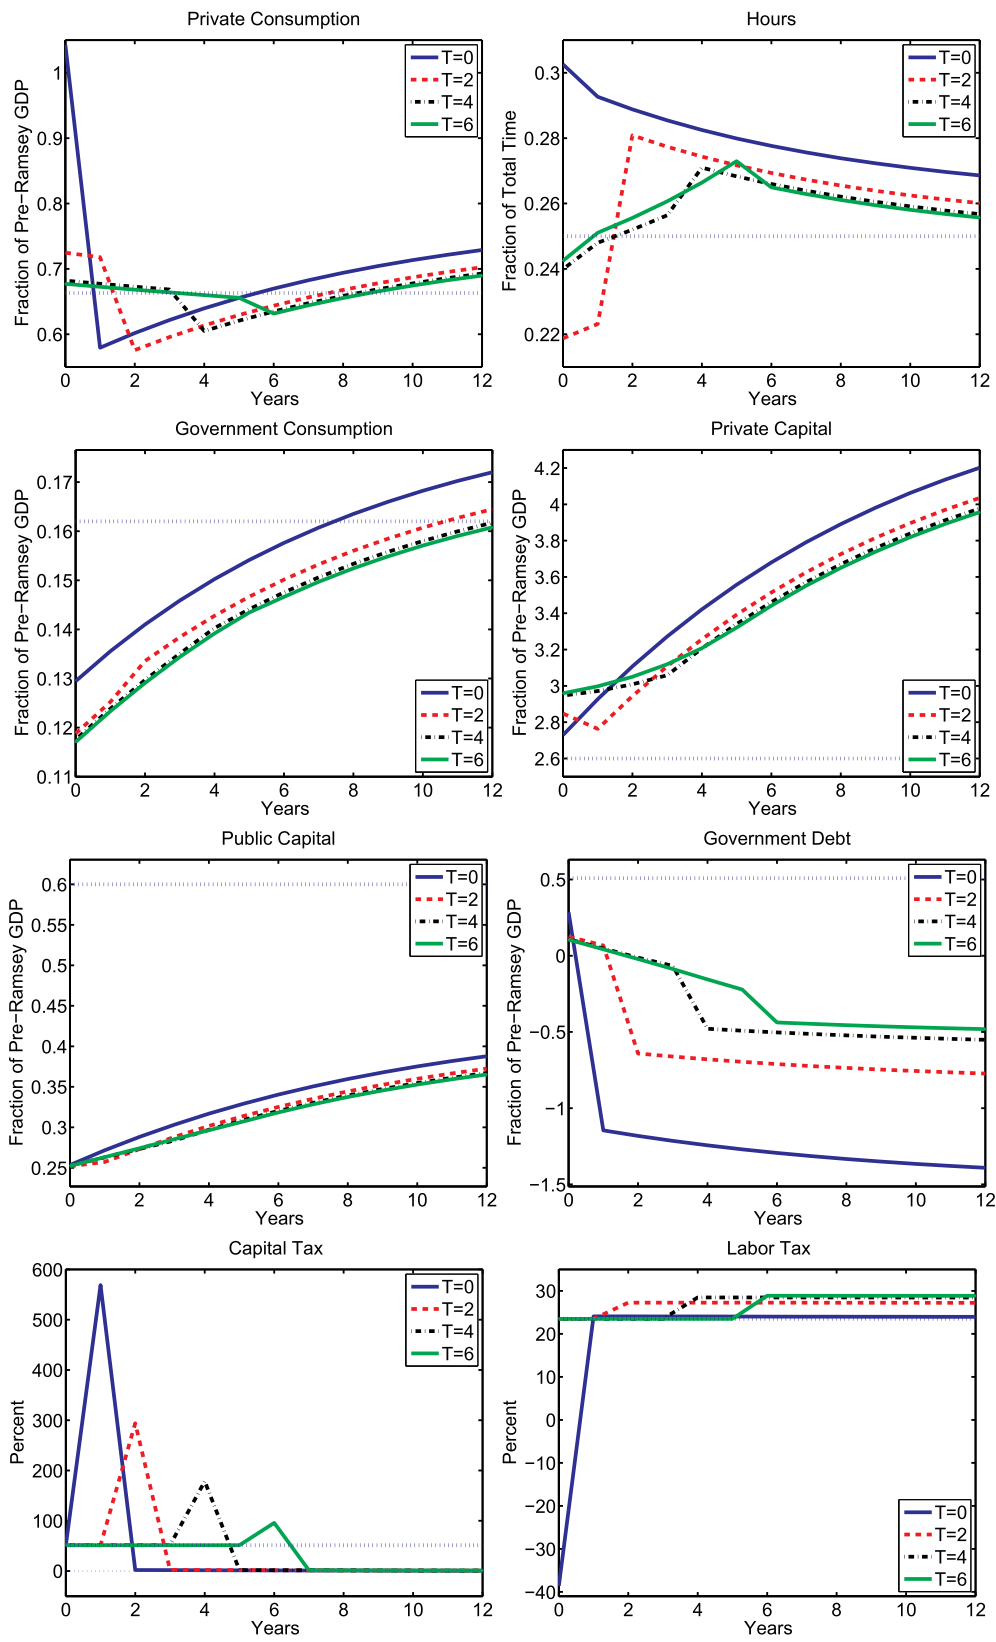 Private Consumption
Fraction of Pre−Ramsey GDP
1
0.9
0.8
0.7
0.6
0 2 4 6 8 10 12
Years
T=0
T=2
T=4
T=6
Hours
Fraction of Total Time
0.3
0.28
0.26
0.24
0.22
0 2 4 6 8 10 12
Years
T=0
T=2
T=4
T=6
Government Consumption
Fraction of Pre−Ramsey GDP
0.17
0.16
0.15
0.14
0.13
0.12
0.11
0 2 4 6 8 10 12
Years
T=0
T=2
T=4
T=6
Private Capital
Fraction of Pre−Ramsey GDP
4.2
4
3.8
3.6
3.4
3.2
3
2.8
2.6
0 2 4 6 8 10 12
Years
T=0
T=2
T=4
T=6
Public Capital
Fraction of Pre−Ramsey GDP
0.6
0.55
0.5
0.45
0.4
0.35
0.3
0.25
0 2 4 6 8 10 12
Years
T=0
T=2
T=4
T=6
Government Debt
Fraction of Pre−Ramsey GDP
0.5
0
−0.5
−1
−1.5
0 2 4 6 8 10 12
Years
T=0
T=2
T=4
T=6
Capital Tax
Percent
600
500
400
300
200
100
0
0 2 4 6 8 10 12
Years
T=0
T=2
T=4
T=6
Labor Tax
Percent
30
20
10
0
−10
−20
−30
−40
0 2 4 6 8 10 12
Years
T=0
T=2
T=4
T=6